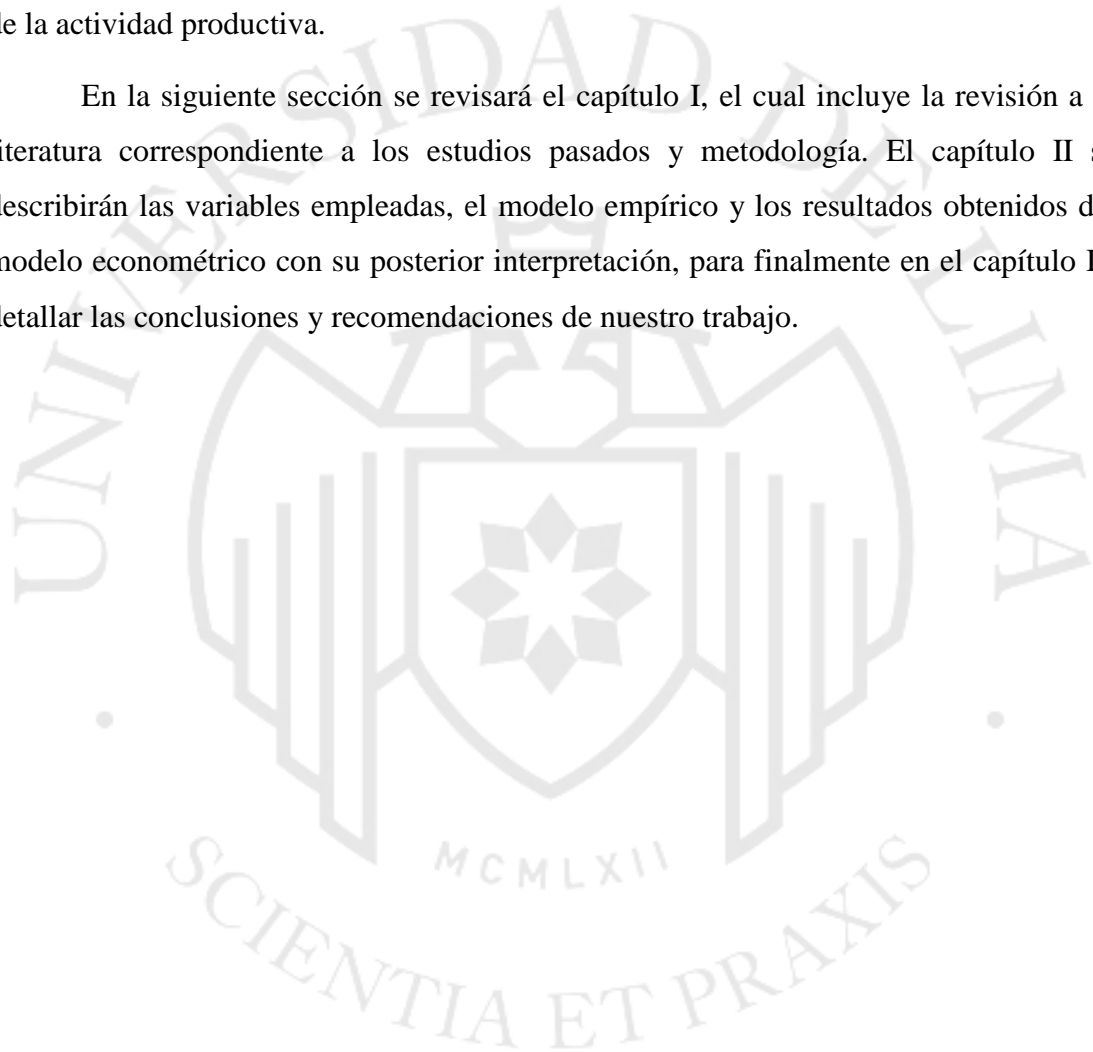 de la actividad productiva.
En la siguiente sección se revisará el capítulo I, el cual incluye la revisión a
literatura correspondiente a los estudios pasados y metodología. El capítulo II
describirán las variables empleadas, el modelo empírico y los resultados obtenidos
modelo econométrico con su posterior interpretación, para finalmente en el capítulo
detallar las conclusiones y recomendaciones de nuestro trabajo.
UNIVERSIDAD DE LIMA
MCMLXII
SCIENTIA ET PRAXIS